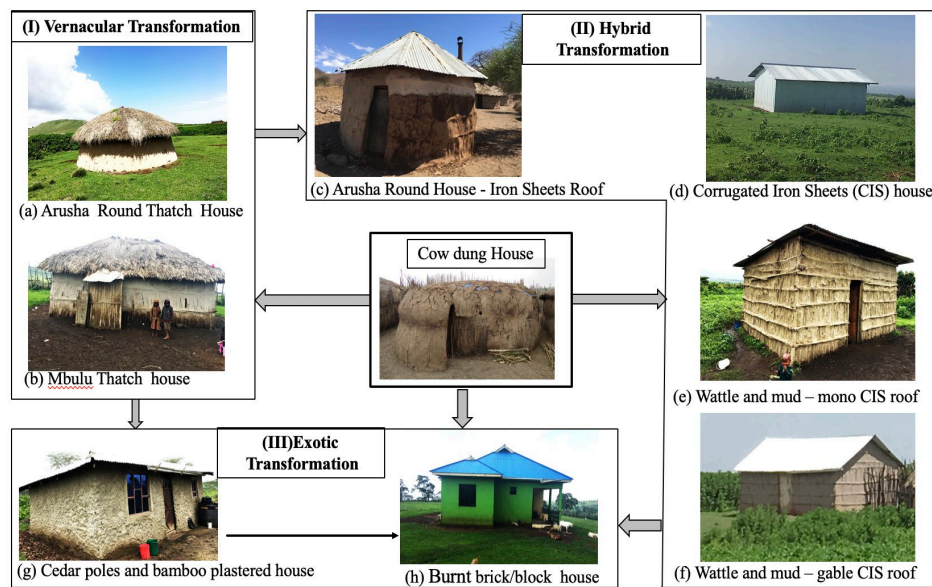 (I) Vernacular Transformation
(a) Arusha Round Thatch House
(b) Mbulu Thatch house
(II) Hybrid
Transformation
(c) Arusha Round House - Iron Sheets Roof
(d) Corrugated Iron Sheets (CIS) house
Cow dung House
(e) Wattle and mud – mono CIS roof
(f) Wattle and mud – gable CIS roof
(III)Exotic
Transformation
(g) Cedar poles and bamboo plastered house
(h) Burnt brick/block house